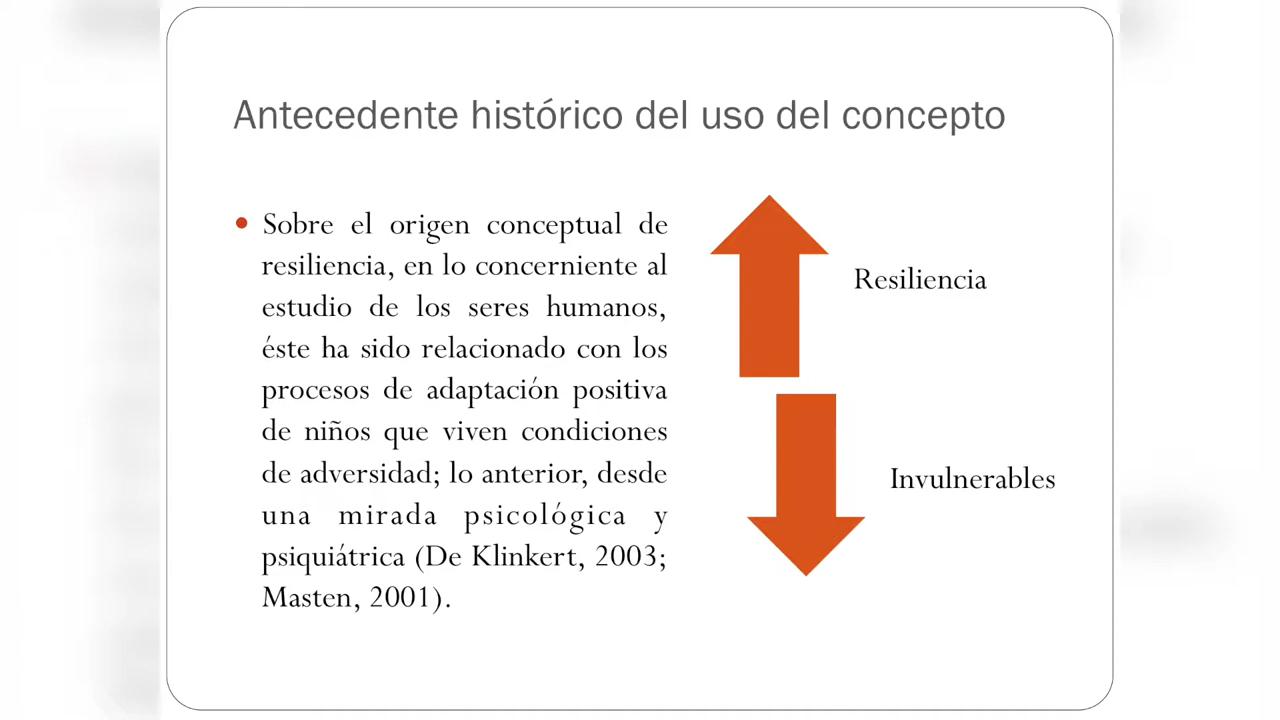 Antecedente histórico del uso del concepto
Sobre el origen conceptual de
resiliencia, en lo concerniente al
estudio de los seres humanos,
éste ha sido relacionado con los
procesos de adaptación positiva
de niños que viven condiciones
de adversidad; lo anterior, desde
una mirada psicológica y
psiquiátrica (De Klinkert, 2003;
Masten, 2001).
Resiliencia
Invulnerables